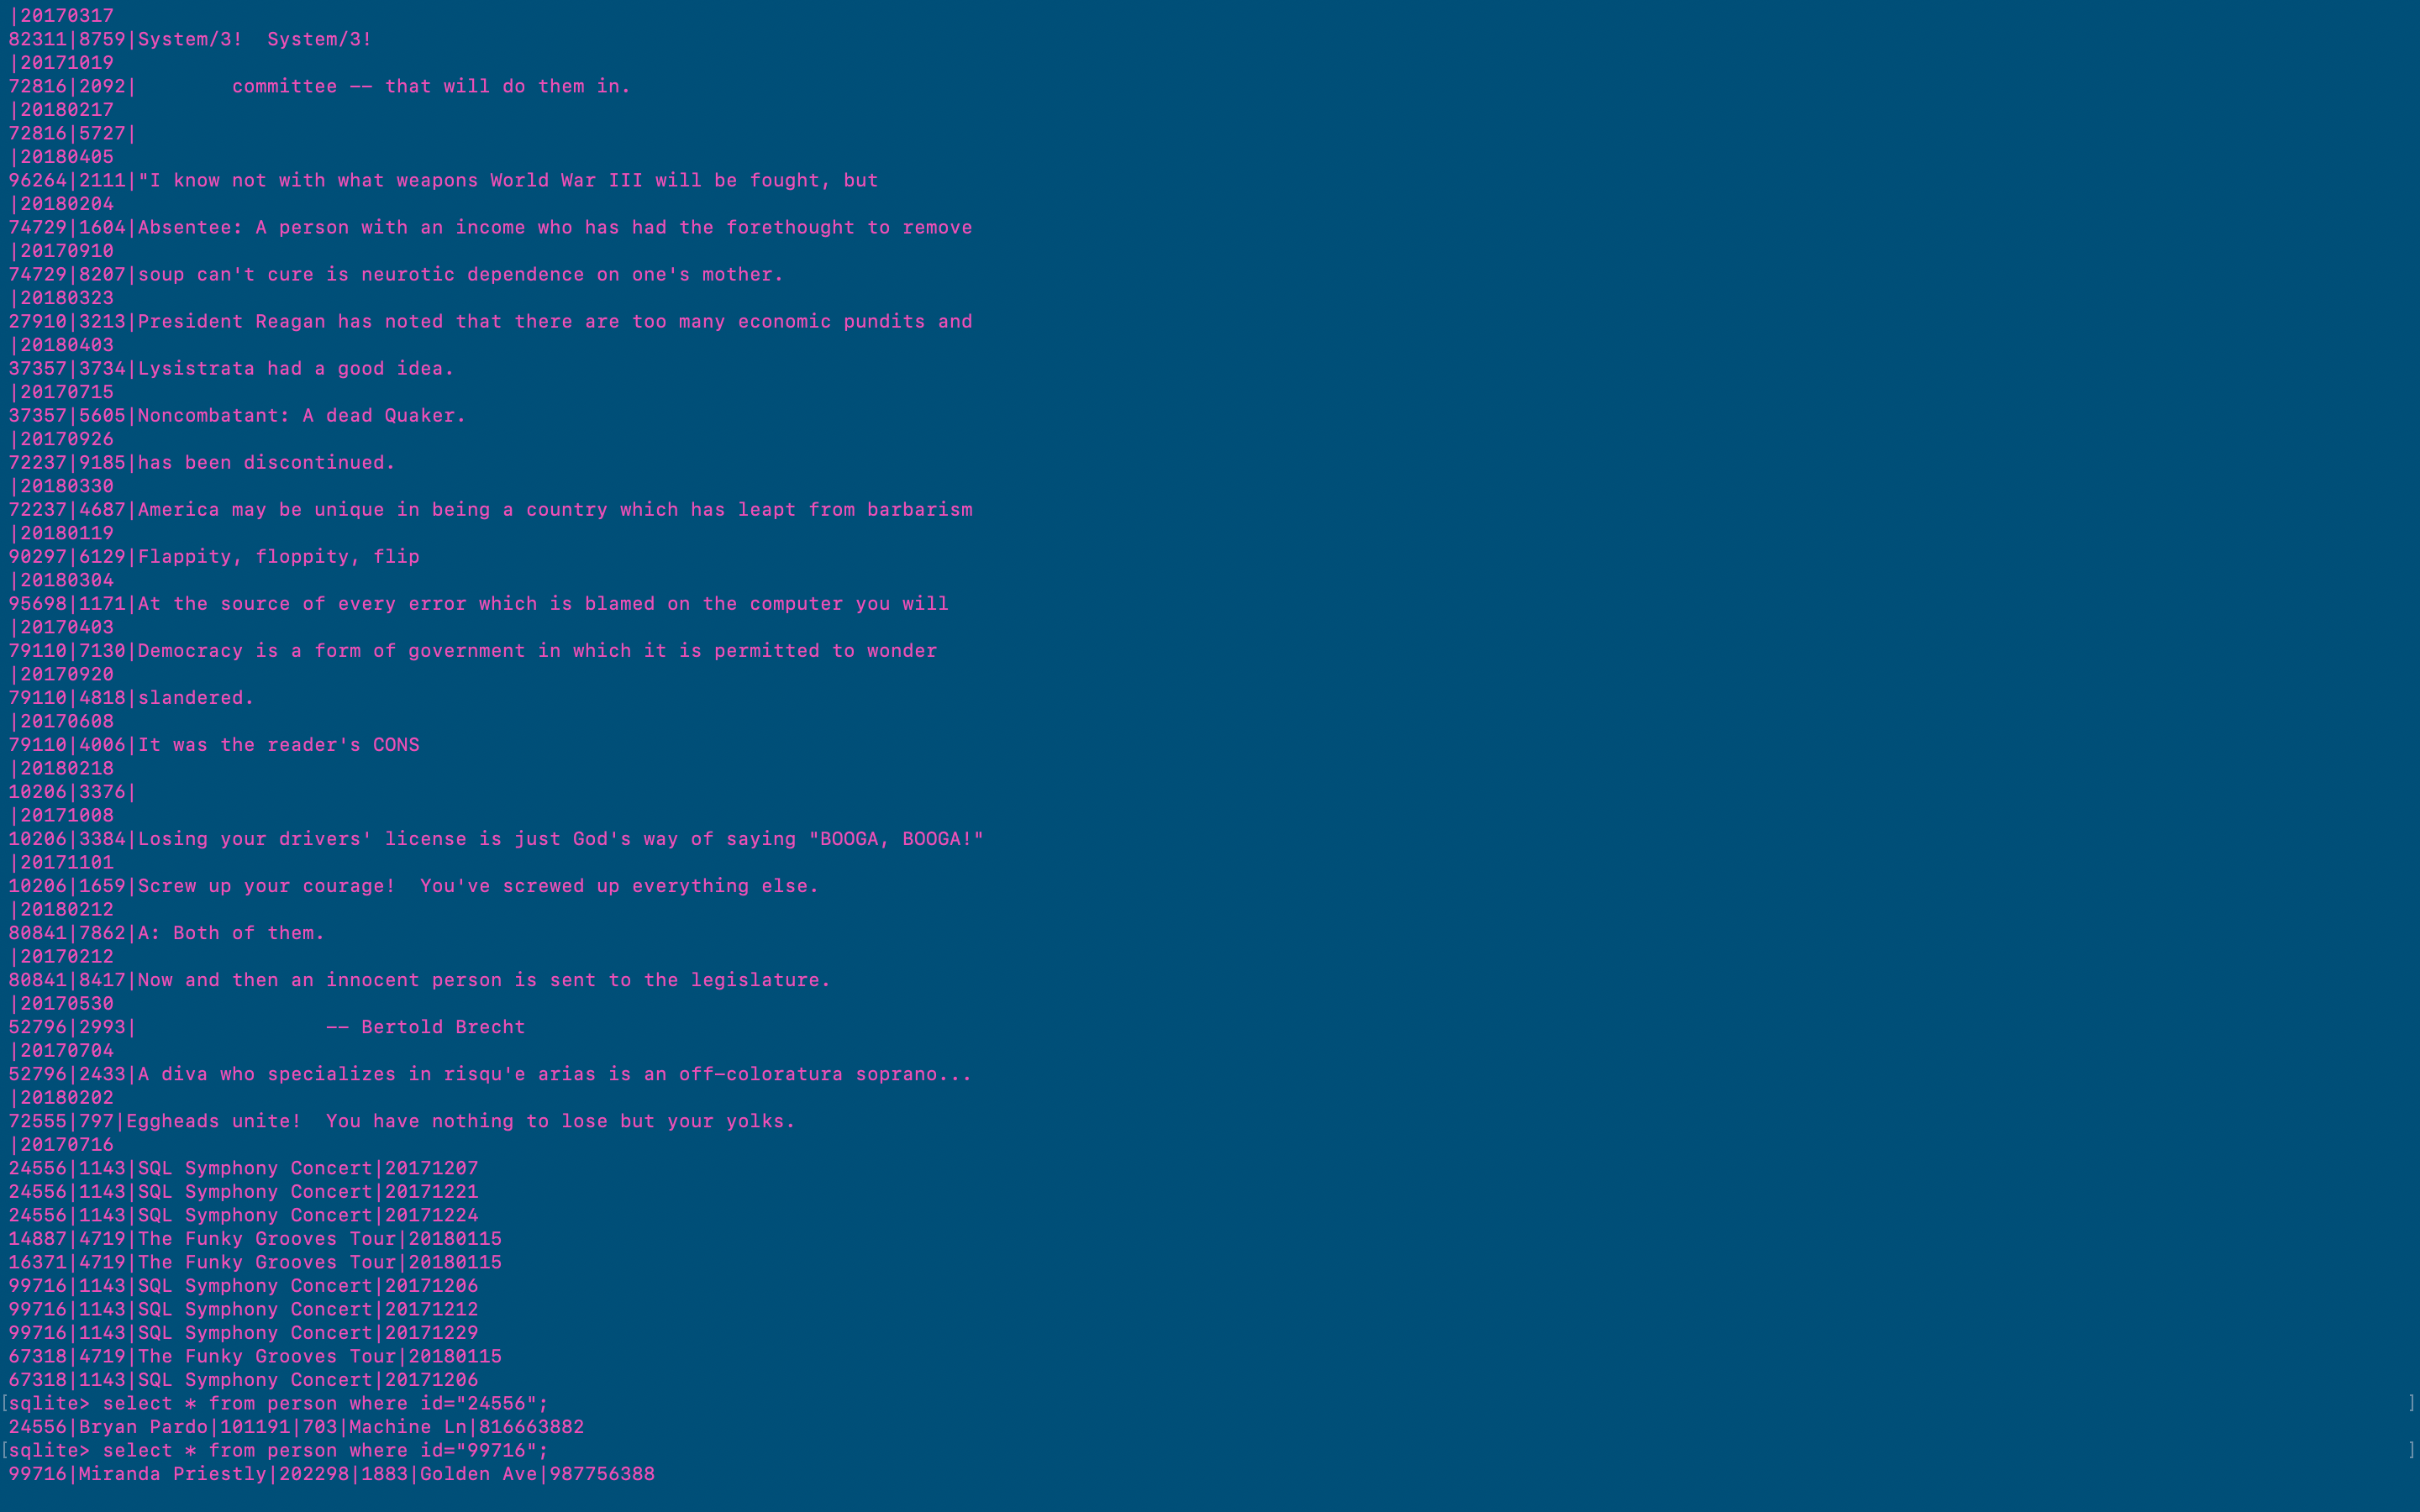 |20170317
82311|8759|System/3!  System/3!
|20171019
72816|2092|        committee -- that will do them in.
|20180217
72816|5727|
|20180405
96264|2111|"I know not with what weapons World War III will be fought, but
|20180204
74729|1604|Absentee: A person with an income who has had the forethought to remove
|20170910
74729|8207|soup can't cure is neurotic dependence on one's mother.
|20180323
27910|3213|President Reagan has noted that there are too many economic pundits and
|20180403
37357|3734|Lysistrata had a good idea.
|20170715
37357|5605|Noncombatant: A dead Quaker.
|20170926
72237|9185|has been discontinued.
|20180330
72237|4687|America may be unique in being a country which has leapt from barbarism
|20180119
90297|6129|Flappity, floppity, flip
|20180304
95698|1171|At the source of every error which is blamed on the computer you will
|20170403
79110|7130|Democracy is a form of government in which it is permitted to wonder
|20170920
79110|4818|slandered.
|20170608
79110|4006|It was the reader's CONS
|20180218
10206|3376|
|20171008
10206|3384|Losing your drivers' license is just God's way of saying "BOOGA, BOOGA!"
|20171101
10206|1659|Screw up your courage!  You've screwed up everything else.
|20180212
80841|7862|A: Both of them.
|20170212
80841|8417|Now and then an innocent person is sent to the legislature.
|20170530
52796|2993|                -- Bertold Brecht
|20170704
52796|2433|A diva who specializes in risqu'e arias is an off-coloratura soprano...
|20180202
72555|797|Eggheads unite!  You have nothing to lose but your yolks.
|20170716
24556|1143|SQL Symphony Concert|20171207
24556|1143|SQL Symphony Concert|20171221
24556|1143|SQL Symphony Concert|20171224
14887|4719|The Funky Grooves Tour|20180115
16371|4719|The Funky Grooves Tour|20180115
99716|1143|SQL Symphony Concert|20171206
99716|1143|SQL Symphony Concert|20171212
99716|1143|SQL Symphony Concert|20171229
67318|4719|The Funky Grooves Tour|20180115
67318|1143|SQL Symphony Concert|20171206
[sqlite> select * from person where id="24556"; ]
24556|Bryan Pardo|101191|703|Machine Ln|816663882
[sqlite> select * from person where id="99716"; ]
99716|Miranda Priestly|202298|1883|Golden Ave|987756388